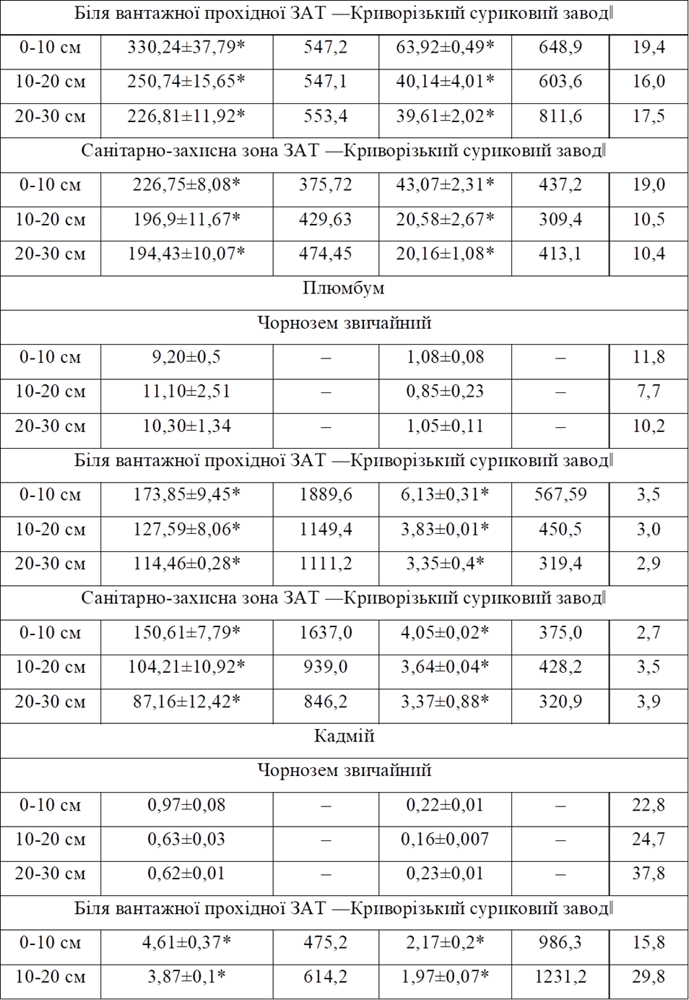 Біля вантажної прохідної ЗАТ ―Криворізький суриковий завод‖
0-10 см 330,24±37,79* 547,2 63,92±0,49* 648,9 19,4
10-20 см 250,74±15,65* 547,1 40,14±4,01* 603,6 16,0
20-30 см 226,81±11,92* 553,4 39,61±2,02* 811,6 17,5
Санітарно-захисна зона ЗАТ ―Криворізький суриковий завод‖
0-10 см 226,75±8,08* 375,72 43,07±2,31* 437,2 19,0
10-20 см 196,9±11,67* 429,63 20,58±2,67* 309,4 10,5
20-30 см 194,43±10,07* 474,45 20,16±1,08* 413,1 10,4
Плюмбум
Чорнозем звичайний
0-10 см 9,20±0,5 – 1,08±0,08 – 11,8
10-20 см 11,10±2,51 – 0,85±0,23 – 7,7
20-30 см 10,30±1,34 – 1,05±0,11 – 10,2
Біля вантажної прохідної ЗАТ ―Криворізький суриковий завод‖
0-10 см 173,85±9,45* 1889,6 6,13±0,31* 567,59 3,5
10-20 см 127,59±8,06* 1149,4 3,83±0,01* 450,5 3,0
20-30 см 114,46±0,28* 1111,2 3,35±0,4* 319,4 2,9
Санітарно-захисна зона ЗАТ ―Криворізький суриковий завод‖
0-10 см 150,61±7,79* 1637,0 4,05±0,02* 375,0 2,7
10-20 см 104,21±10,92* 939,0 3,64±0,04* 428,2 3,5
20-30 см 87,16±12,42* 846,2 3,37±0,88* 320,9 3,9
Кадмій
Чорнозем звичайний
0-10 см 0,97±0,08 – 0,22±0,01 – 22,8
10-20 см 0,63±0,03 – 0,16±0,007 – 24,7
20-30 см 0,62±0,01 – 0,23±0,01 – 37,8
Біля вантажної прохідної ЗАТ ―Криворізький суриковий завод‖
0-10 см 4,61±0,37* 475,2 2,17±0,2* 986,3 15,8
10-20 см 3,87±0,1* 614,2 1,97±0,07* 1231,2 29,8